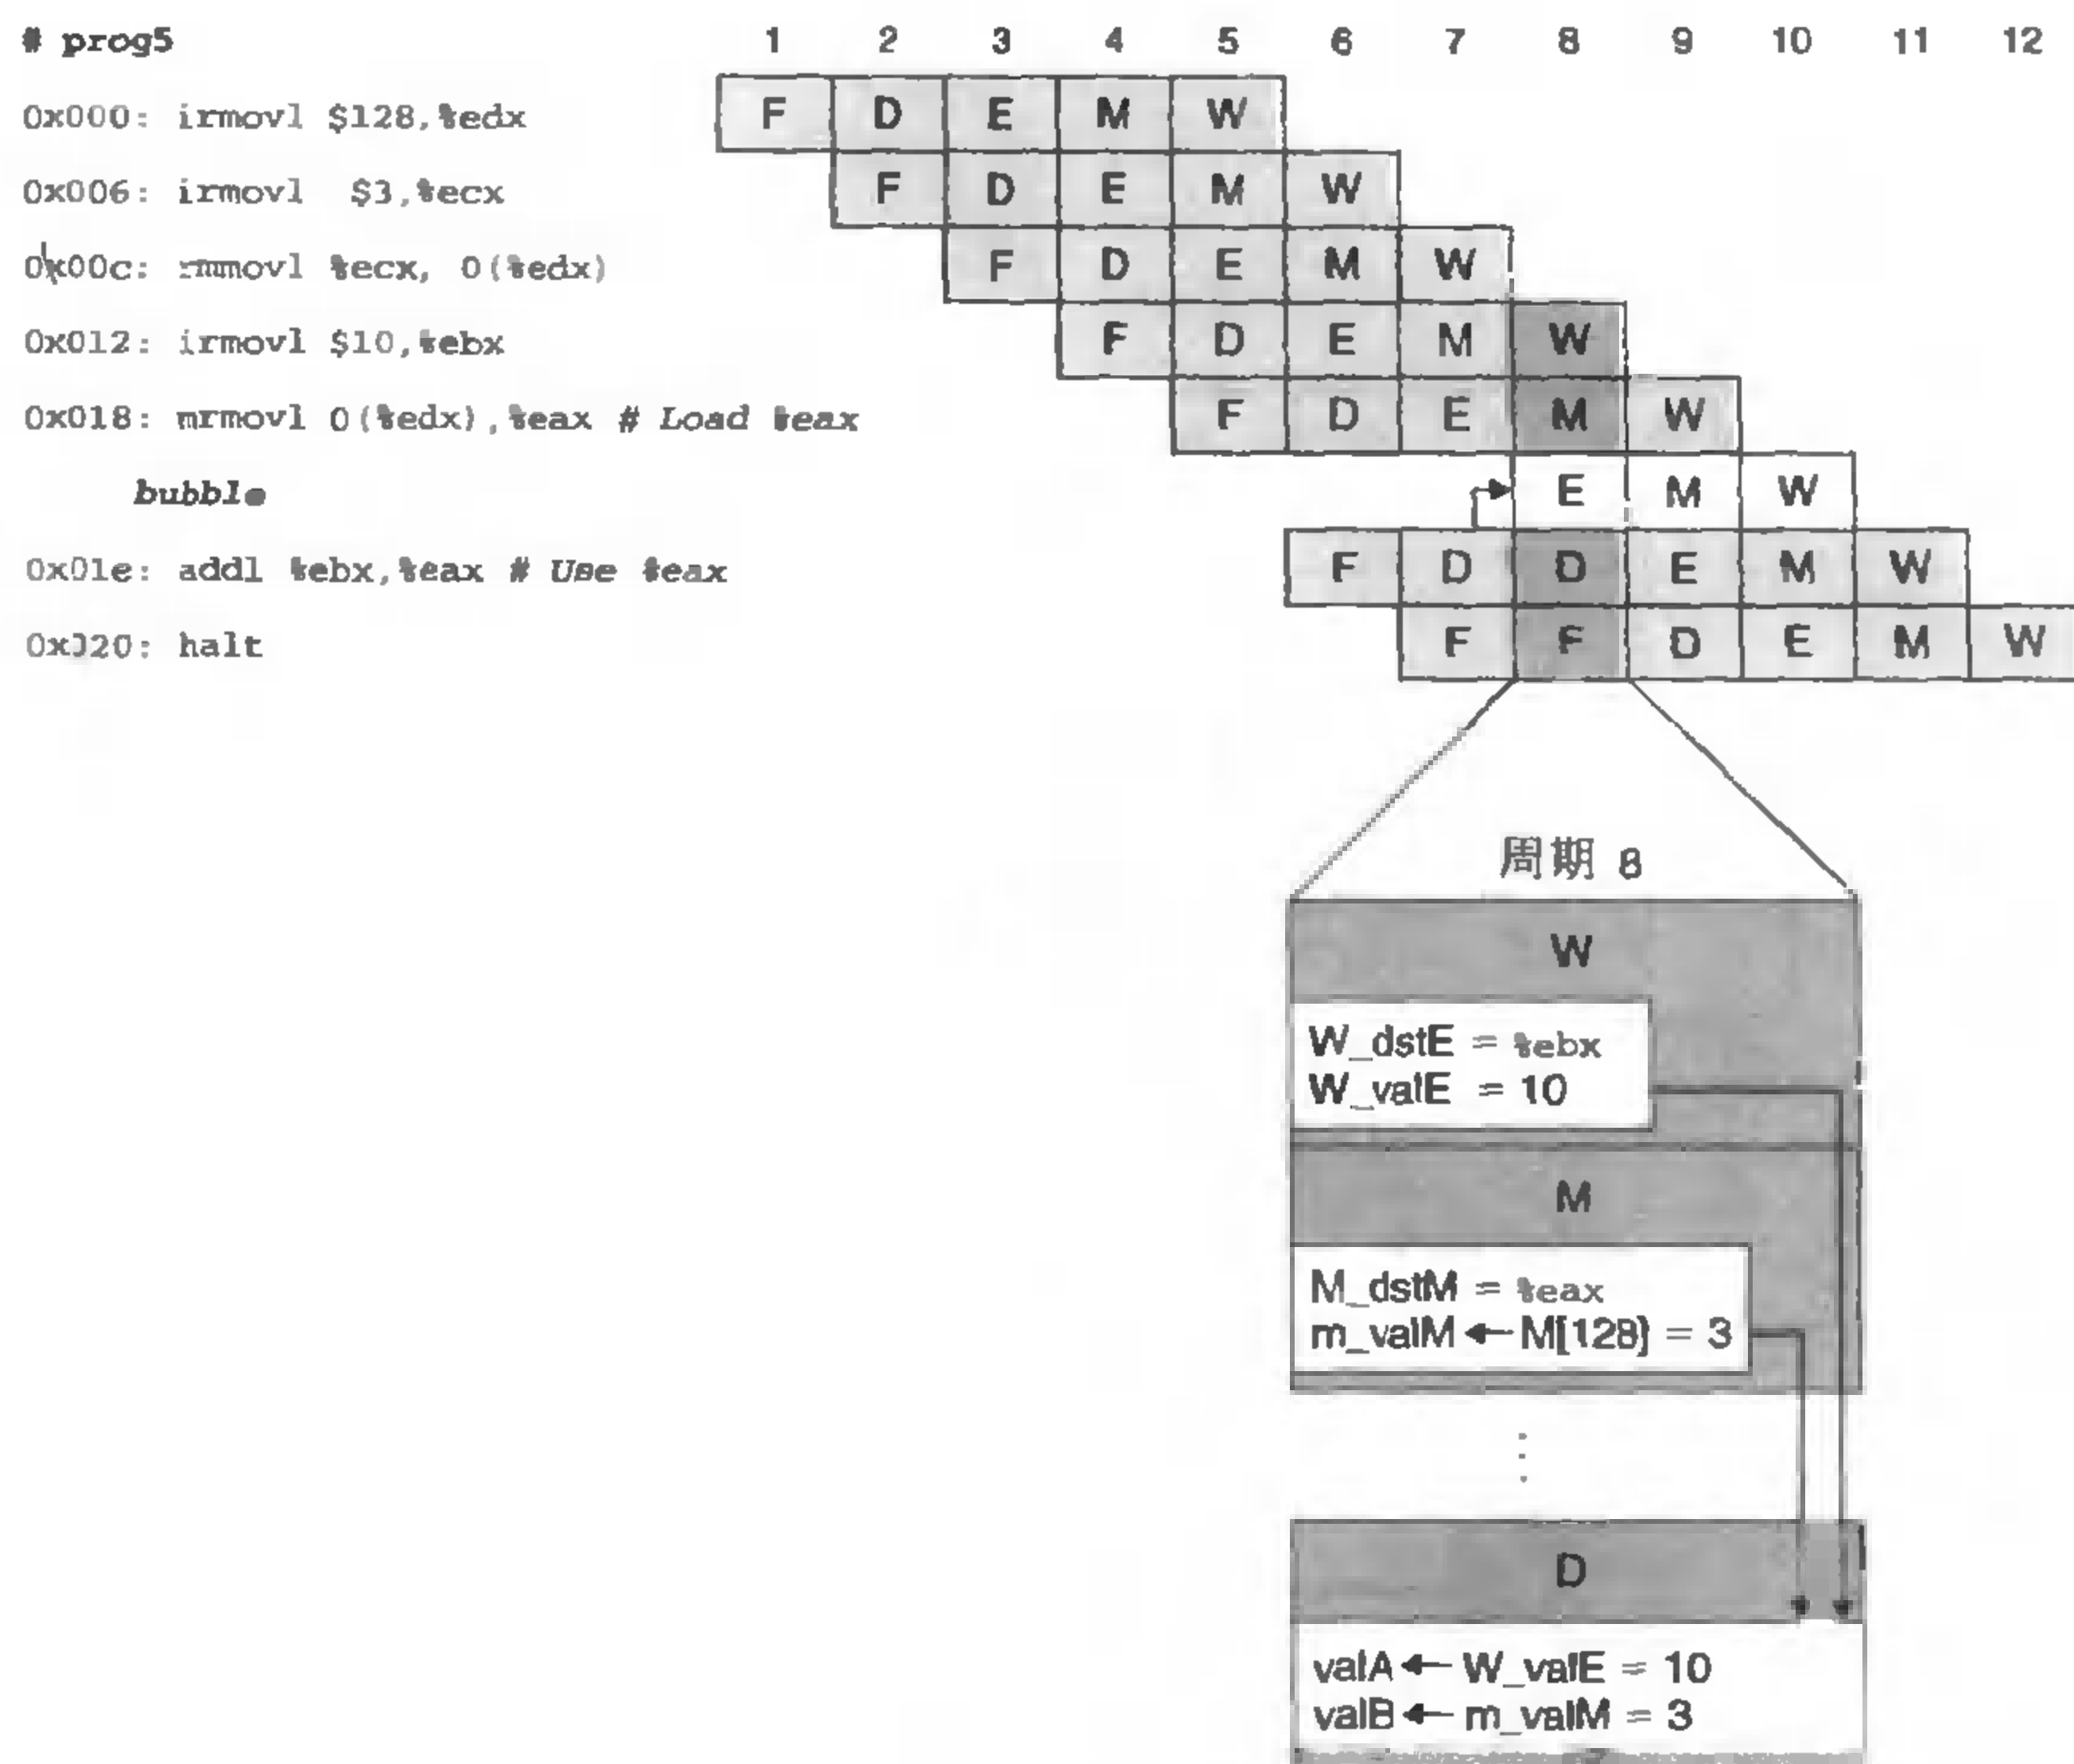 # prog5 1 2 3 4 5 6 7 8 9 10 11 12
0x000: irmovl $128,%edx F D E M W
0x006: irmovl $3,%ecx F D E M W
0x00c: rmmovl %ecx, 0(%edx) F D E M W
0x012: irmovl $10,%ebx F D E M W
0x018: mrmovl 0(%edx),%eax # Load %eax F D E M W
bubble E M W
0x01e: addl %ebx,%eax # Use %eax F D D E M W
0x020: halt F F D E M W
周期 8
W
W_dstE = %ebx
W_valE = 10
M
M_dstM = %eax
m_valM ← M[128] = 3
⋮
D
valA ← W_valE = 10
valB ← m_valM = 3